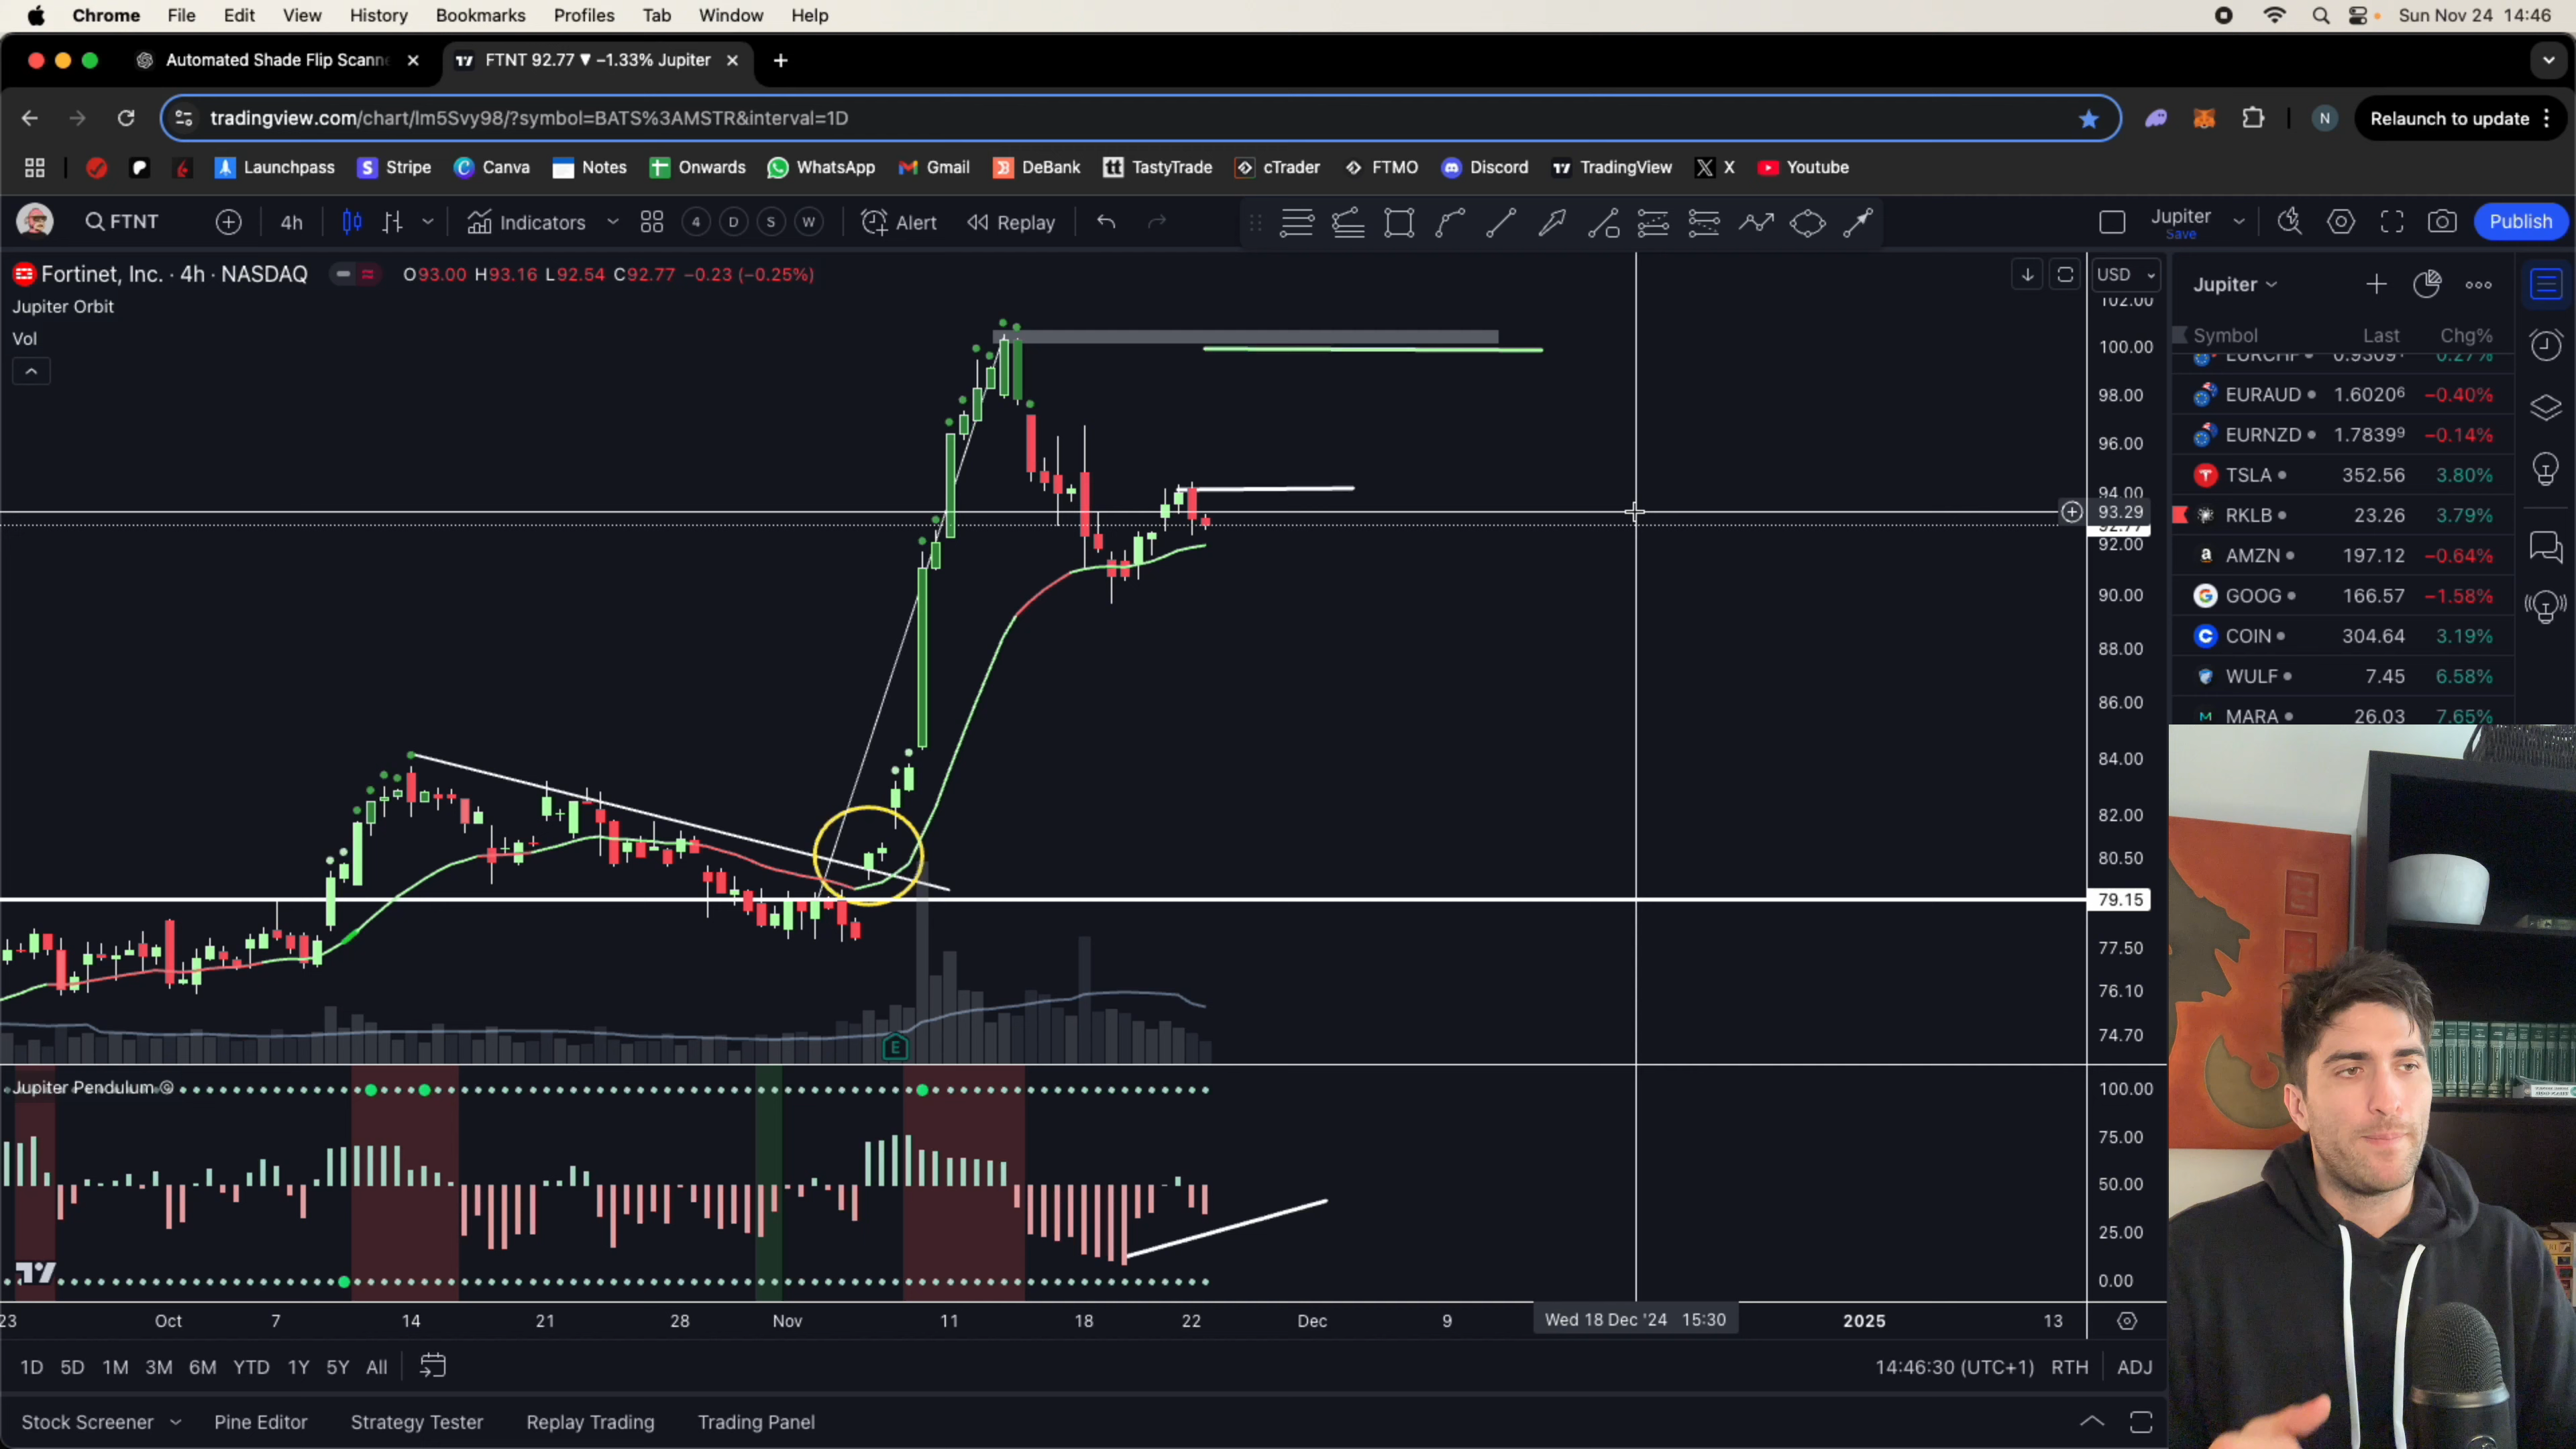 Chrome File Edit View History Bookmarks Profiles Tab Window Help Sun Nov 24 14:46
Automated Shade Flip Scann FTNT 92.77 ▼ −1.33% Jupiter
tradingview.com/chart/lm5Svy98/?symbol=BATS%3AMSTR&interval=1D N Relaunch to update
Launchpass Stripe Canva Notes Onwards WhatsApp Gmail DeBank TastyTrade cTrader FTMO Discord TradingView X Youtube
FTNT 4h Indicators 4 D S W Alert Replay Jupiter Save Publish
Fortinet, Inc. · 4h · NASDAQ O93.00 H93.16 L92.54 C92.77 −0.23 (−0.25%) USD
Jupiter Orbit
Vol
102.00
100.00
98.00
96.00
94.00
93.29
92.77
92.00
90.00
88.00
86.00
84.00
82.00
80.50
79.15
77.50
76.10
74.70
E
Jupiter
Symbol Last Chg%
EURCHF 0.27%
EURAUD 1.60206 −0.40%
EURNZD 1.78399 −0.14%
TSLA 352.56 3.80%
RKLB 23.26 3.79%
AMZN 197.12 −0.64%
GOOG 166.57 −1.58%
COIN 304.64 3.19%
WULF 7.45 6.58%
MARA 26.03 7.65%
Jupiter Pendulum
100.00
75.00
50.00
25.00
0.00
23 Oct 7 14 21 28 Nov 11 18 22 Dec 9 Wed 18 Dec '24 15:30 2025 13
1D 5D 1M 3M 6M YTD 1Y 5Y All 14:46:30 (UTC+1) RTH ADJ
Stock Screener Pine Editor Strategy Tester Replay Trading Trading Panel